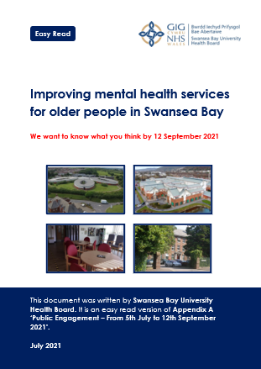 Easy Read
GIG
CYMRU
NHS
WALES
Bwrdd Iechyd Prifysgol
Bae Abertawe
Swansea Bay University
Health Board
Improving mental health services
for older people in Swansea Bay
We want to know what you think by 12 September 2021
This document was written by Swansea Bay University
Health Board. It is an easy read version of Appendix A
'Public Engagement – From 5th July to 12th September
2021'.
July 2021